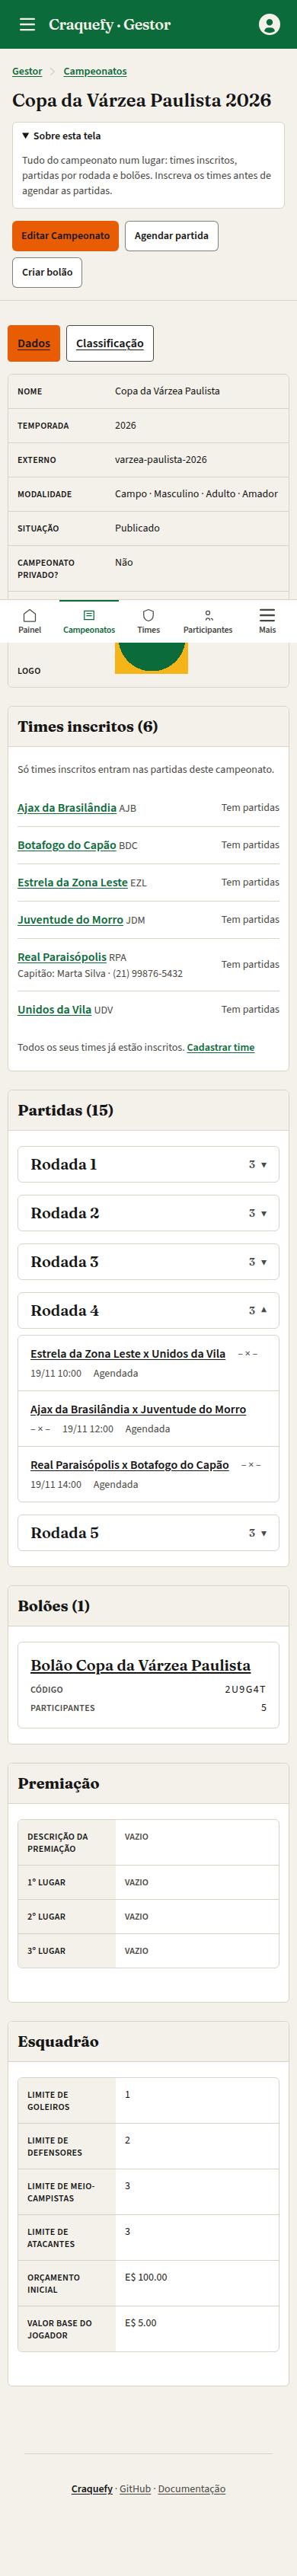 Craquefy · Gestor
Gestor > Campeonatos
Copa da Várzea Paulista 2026
▼ Sobre esta tela
Tudo do campeonato num lugar: times inscritos,
partidas por rodada e bolões. Inscreva os times antes de
agendar as partidas.
Editar Campeonato
Agendar partida
Criar bolão
Dados
Classificação
NOME Copa da Várzea Paulista
TEMPORADA 2026
EXTERNO varzea-paulista-2026
MODALIDADE Campo · Masculino · Adulto · Amador
SITUAÇÃO Publicado
CAMPEONATO
PRIVADO? Não
Painel Campeonatos Times Participantes Mais
LOGO
Times inscritos (6)
Só times inscritos entram nas partidas deste campeonato.
Ajax da Brasilândia AJB Tem partidas
Botafogo do Capão BDC Tem partidas
Estrela da Zona Leste EZL Tem partidas
Juventude do Morro JDM Tem partidas
Real Paraisópolis RPA Tem partidas
Capitão: Marta Silva · (21) 99876-5432
Unidos da Vila UDV Tem partidas
Todos os seus times já estão inscritos. Cadastrar time
Partidas (15)
Rodada 1 3 ▼
Rodada 2 3 ▼
Rodada 3 3 ▼
Rodada 4 3 ▲
Estrela da Zona Leste x Unidos da Vila – × –
19/11 10:00 Agendada
Ajax da Brasilândia x Juventude do Morro
– × – 19/11 12:00 Agendada
Real Paraisópolis x Botafogo do Capão – × –
19/11 14:00 Agendada
Rodada 5 3 ▼
Bolões (1)
Bolão Copa da Várzea Paulista
CÓDIGO 2U9G4T
PARTICIPANTES 5
Premiação
DESCRIÇÃO DA
PREMIAÇÃO VAZIO
1º LUGAR VAZIO
2º LUGAR VAZIO
3º LUGAR VAZIO
Esquadrão
LIMITE DE
GOLEIROS 1
LIMITE DE
DEFENSORES 2
LIMITE DE MEIO-
CAMPISTAS 3
LIMITE DE
ATACANTES 3
ORÇAMENTO
INICIAL E$ 100.00
VALOR BASE DO
JOGADOR E$ 5.00
Craquefy · GitHub · Documentação